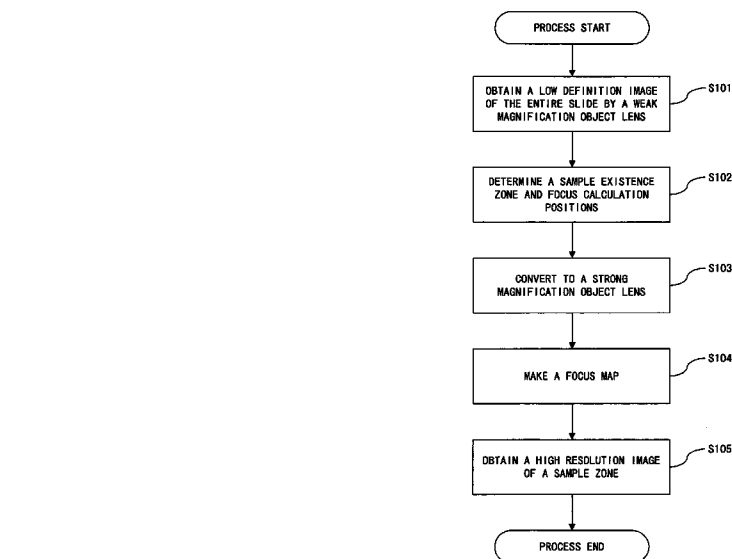 PROCESS START
OBTAIN A LOW DEFINITION IMAGE
OF THE ENTIRE SLIDE BY A WEAK
MAGNIFICATION OBJECT LENS
S101
DETERMINE A SAMPLE EXISTENCE
ZONE AND FOCUS CALCULATION
POSITIONS
S102
CONVERT TO A STRONG
MAGNIFICATION OBJECT LENS
S103
MAKE A FOCUS MAP
S104
OBTAIN A HIGH RESOLUTION IMAGE
OF A SAMPLE ZONE
S105
PROCESS END